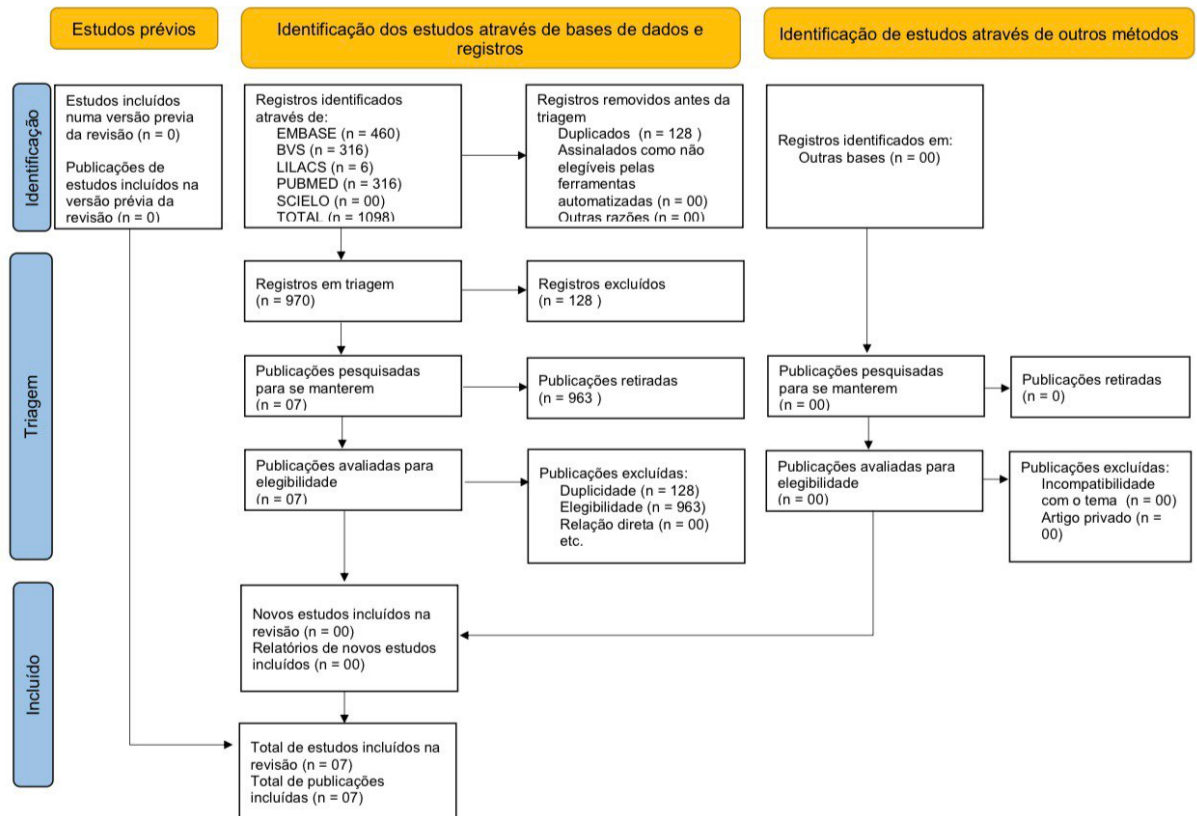 Estudos prévios
Identificação dos estudos através de bases de dados e
registros
Identificação de estudos através de outros métodos
Identificação
Estudos incluídos
numa versão previa
da revisão (n = 0)
Publicações de
estudos incluídos na
versão prévia da
revisão (n = 0)
Registros identificados
através de:
EMBASE (n = 460)
BVS (n = 316)
LILACS (n = 6)
PUBMED (n = 316)
SCIELO (n = 00)
TOTAL (n = 1098)
Registros removidos antes da
triagem
Duplicados (n = 128 )
Assinalados como não
elegíveis pelas
ferramentas
automatizadas (n = 00)
Outras razões (n = 00)
Registros identificados em:
Outras bases (n = 00)
Triagem
Registros em triagem
(n = 970)
Registros excluídos
(n = 128 )
Publicações pesquisadas
para se manterem
(n = 07)
Publicações retiradas
(n = 963 )
Publicações pesquisadas
para se manterem
(n = 00)
Publicações retiradas
(n = 0)
Publicações avaliadas para
elegibilidade
(n = 07)
Publicações excluídas:
Duplicidade (n = 128)
Elegibilidade (n = 963)
Relação direta (n = 00)
etc.
Publicações avaliadas para
elegibilidade
(n = 00)
Publicações excluídas:
Incompatibilidade
com o tema (n = 00)
Artigo privado (n =
00)
Incluído
Novos estudos incluídos na
revisão (n = 00)
Relatórios de novos estudos
incluídos (n = 00)
Total de estudos incluídos na
revisão (n = 07)
Total de publicações
incluídas (n = 07)